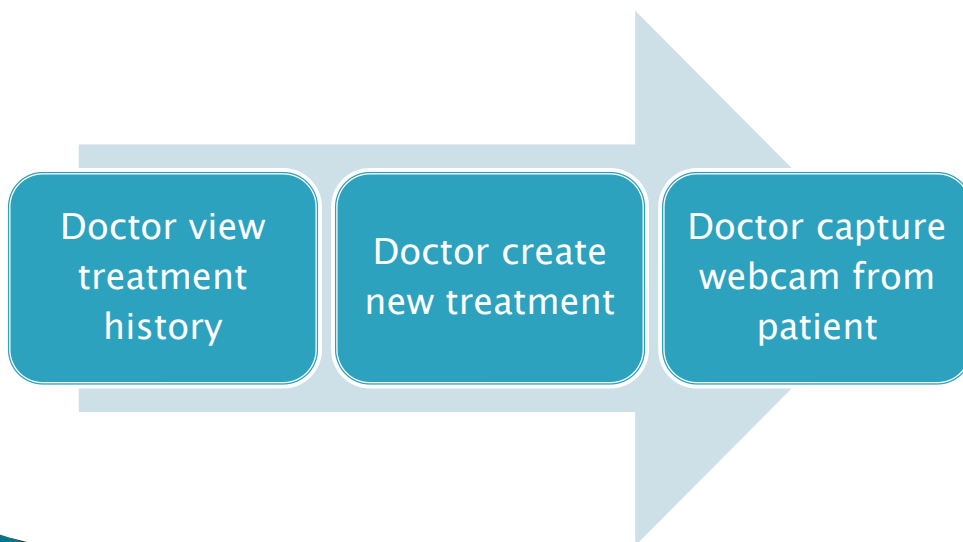 Doctor view
treatment
history
Doctor create
new treatment
Doctor capture
webcam from
patient